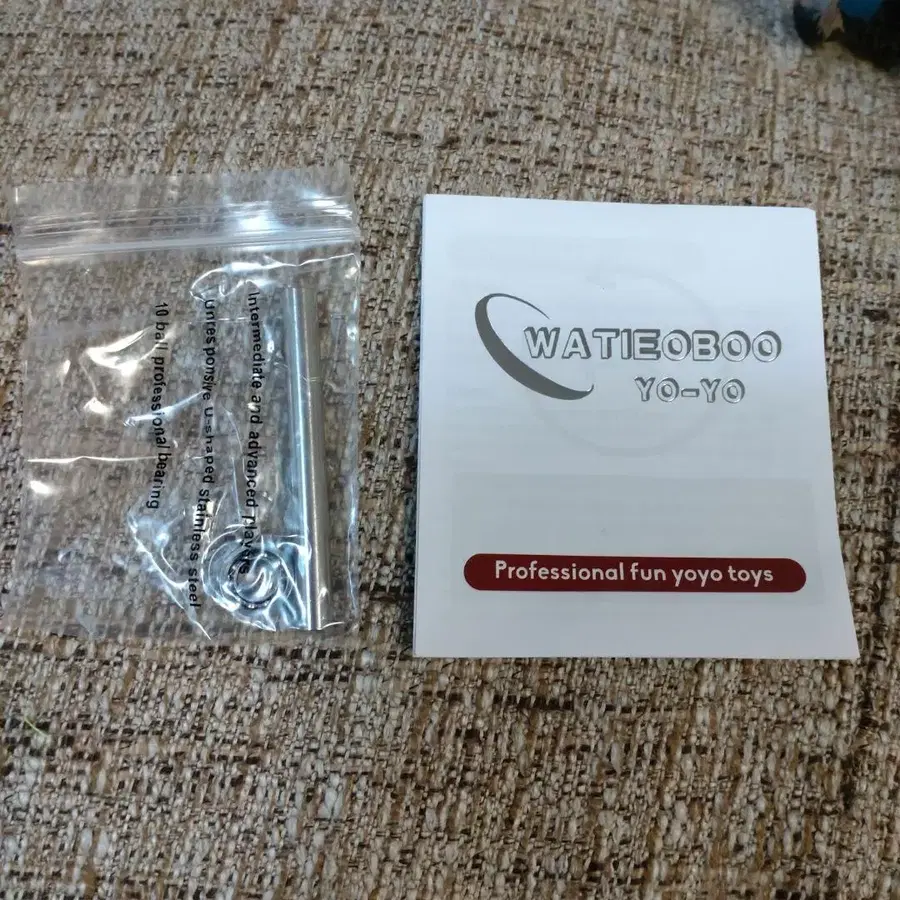 Intermediate and advanced players
Unresponsive U-shaped stainless steel
10 ball professional bearing
WATIEOBOO
YO-YO
Professional fun yoyo toys